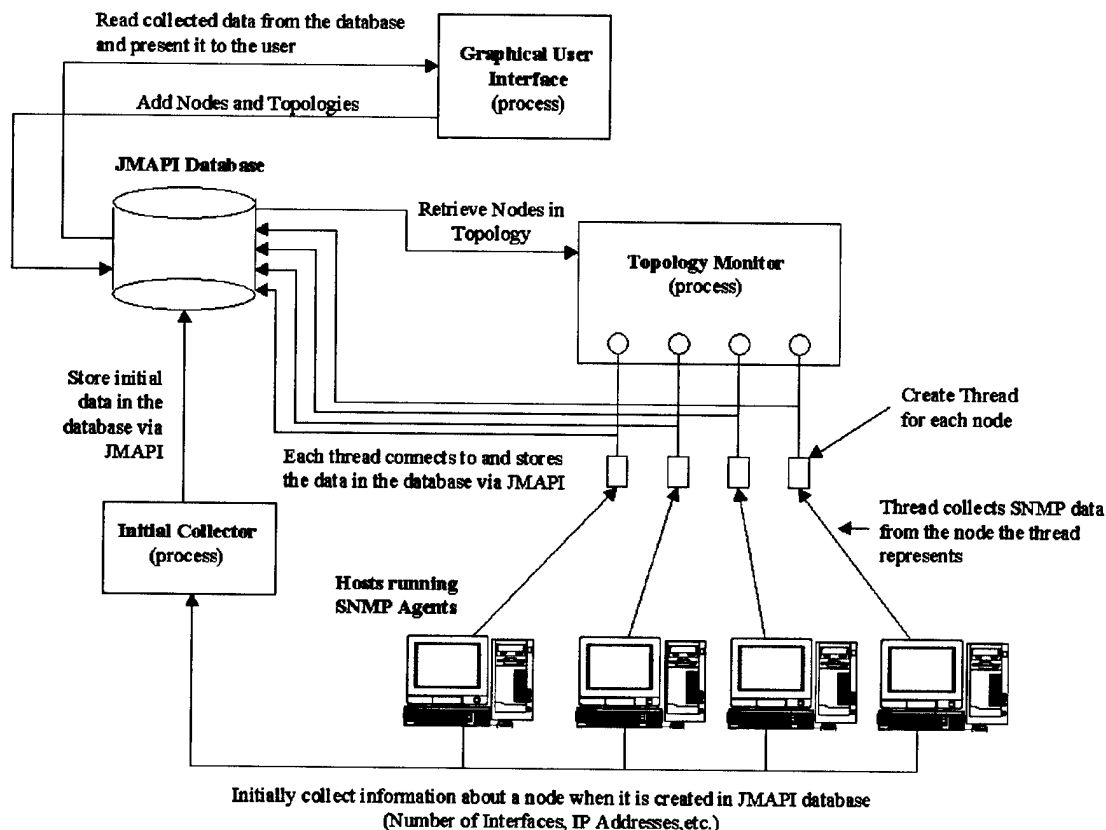 Read collected data from the database
and present it to the user
Graphical User
Interface
(process)
Add Nodes and Topologies
JMAPI Database
Retrieve Nodes in
Topology
Topology Monitor
(process)
Store initial
data in the
database via
JMAPI
Create Thread
for each node
Each thread connects to and stores
the data in the database via JMAPI
Initial Collector
(process)
Thread collects SNMP data
from the node the thread
represents
Hosts running
SNMP Agents
Initially collect information about a node when it is created in JMAPI database
(Number of Interfaces, IP Addresses,etc.)